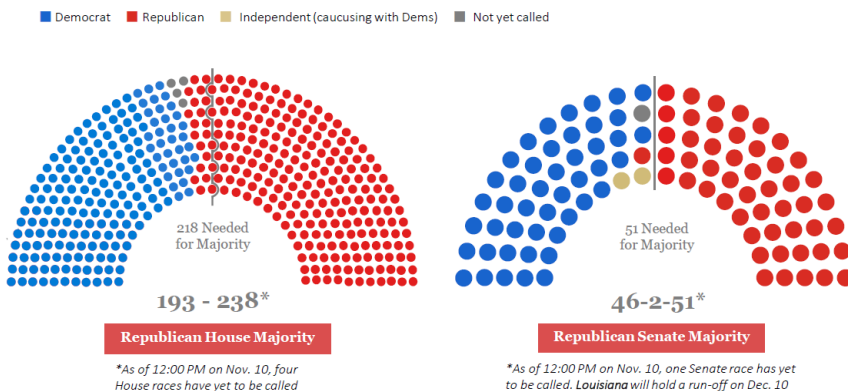 Democrat Republican Independent (caucusing with Dems) Not yet called
218 Needed
for Majority
193 - 238*
Republican House Majority
*As of 12:00 PM on Nov. 10, four
House races have yet to be called
51 Needed
for Majority
46-2-51*
Republican Senate Majority
*As of 12:00 PM on Nov. 10, one Senate race has yet
to be called. Louisiana will hold a run-off on Dec. 10